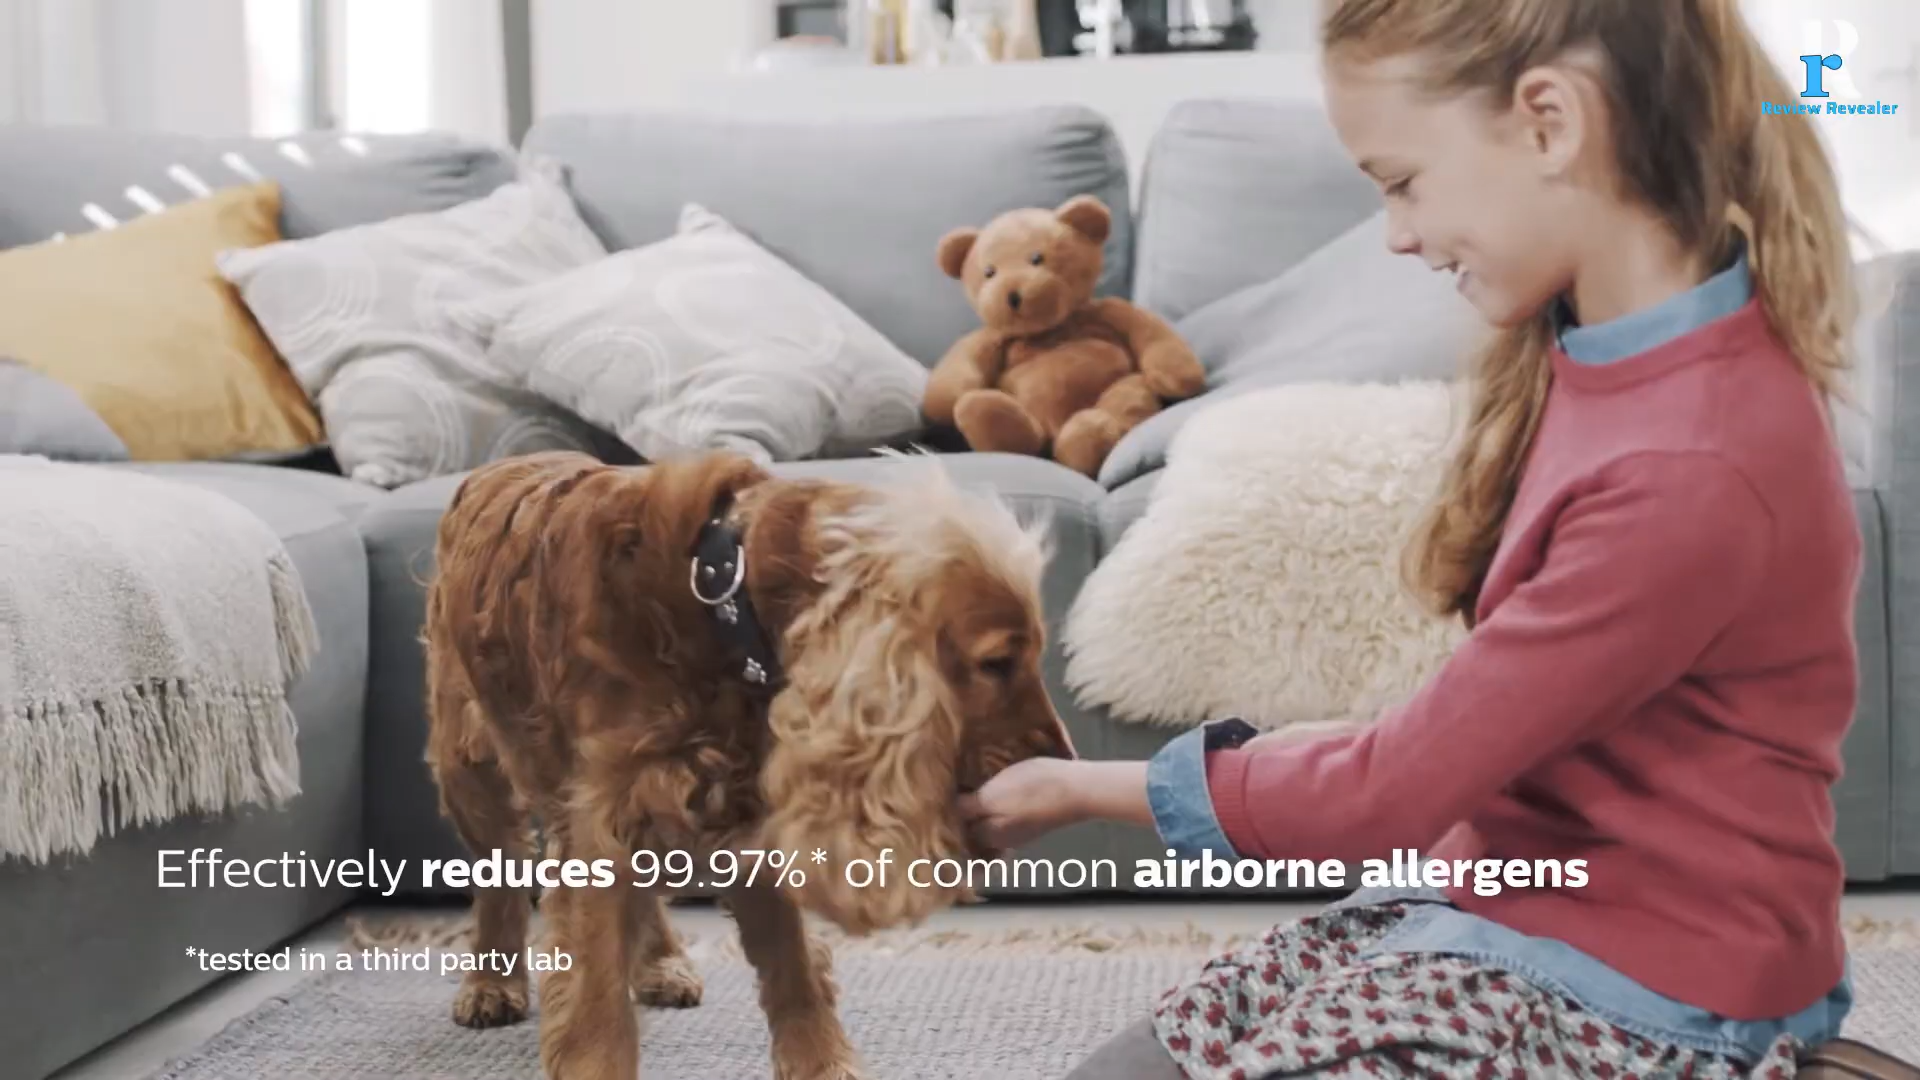 r
Review Revealer
Effectively reduces 99.97%* of common airborne allergens
*tested in a third party lab